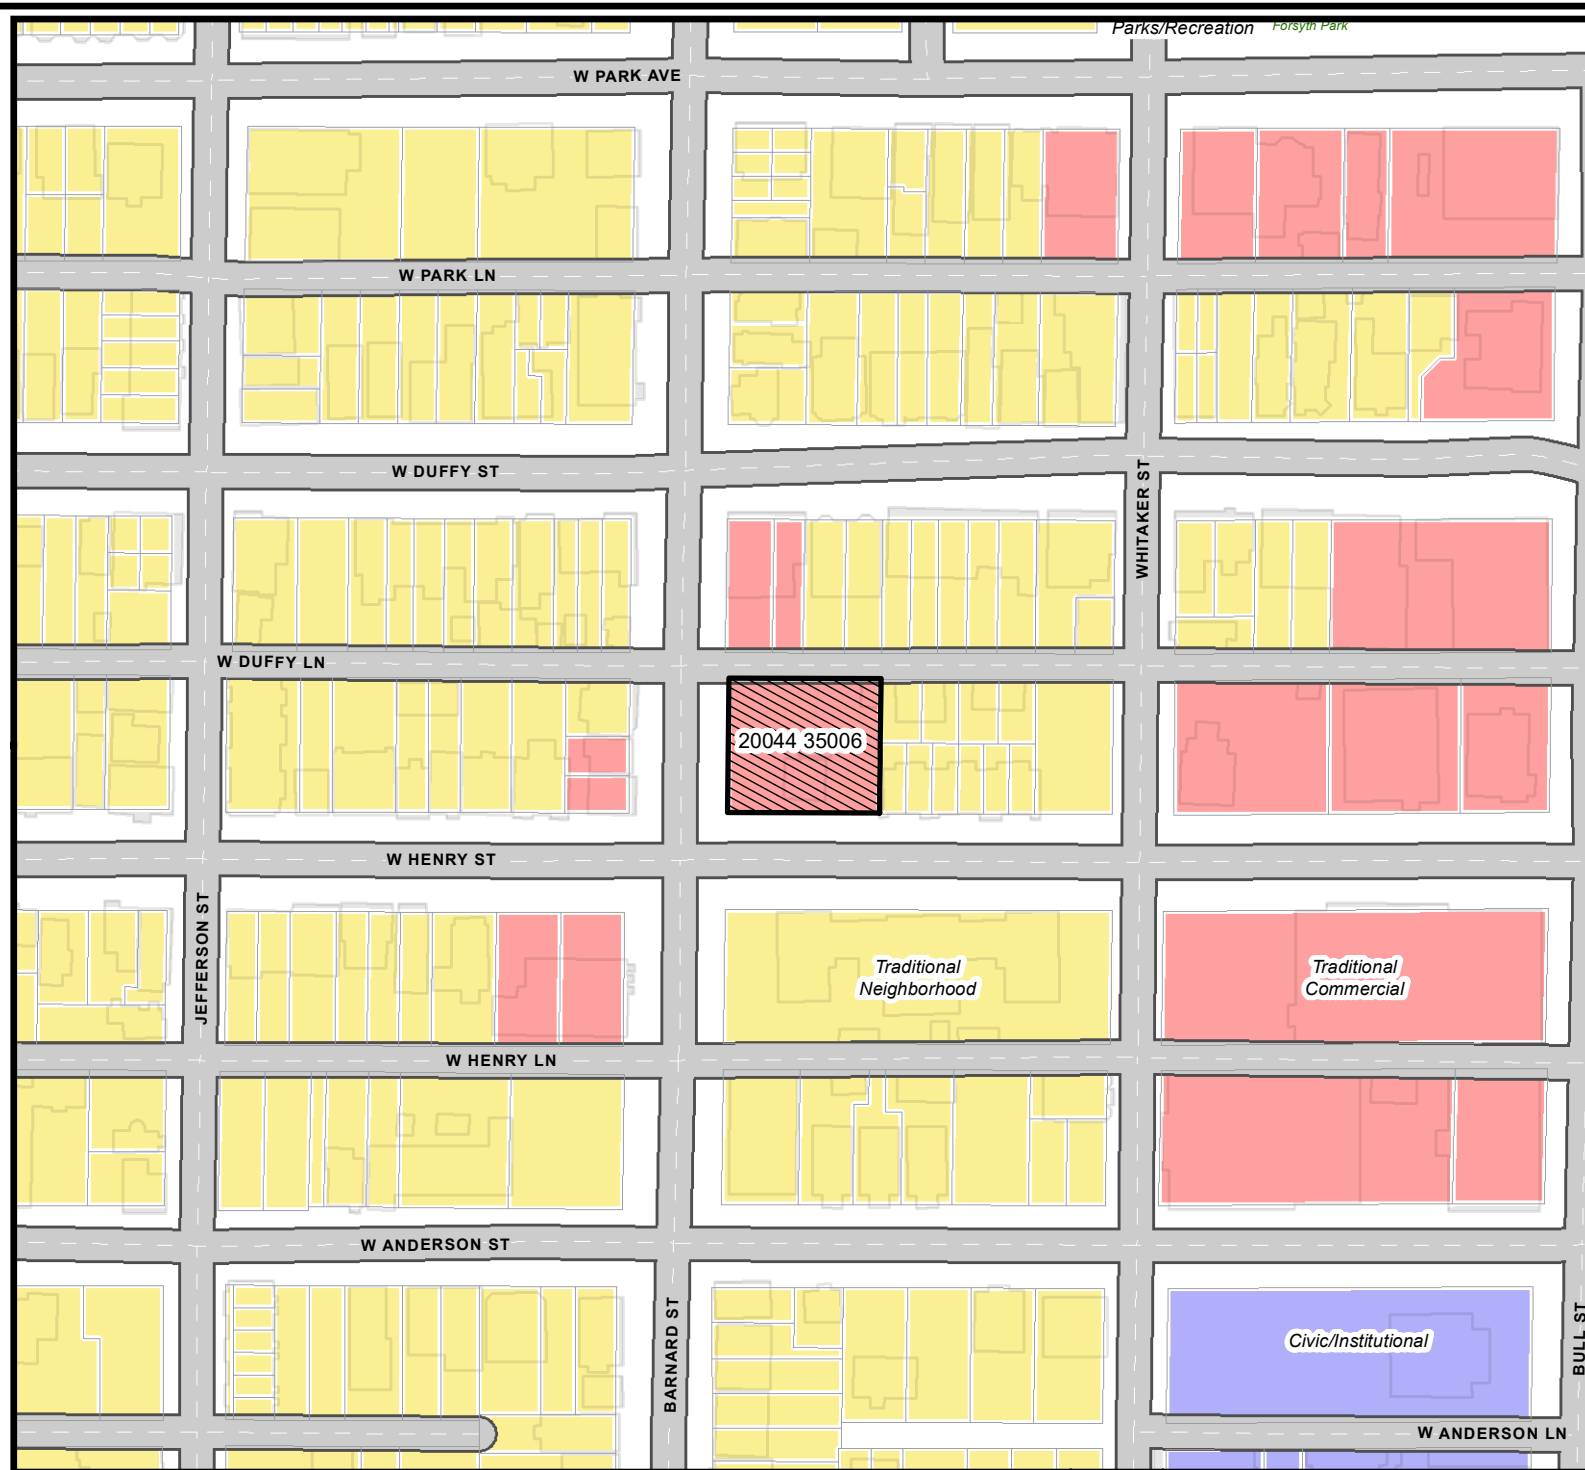 Parks/Recreation
Forsyth Park
W PARK AVE
W PARK LN
W DUFFY ST
WHITAKER ST
W DUFFY LN
20044 35006
W HENRY ST
JEFFERSON ST
Traditional
Neighborhood
Traditional
Commercial
W HENRY LN
W ANDERSON ST
BARNARD ST
Civic/Institutional
BULL ST
W ANDERSON LN